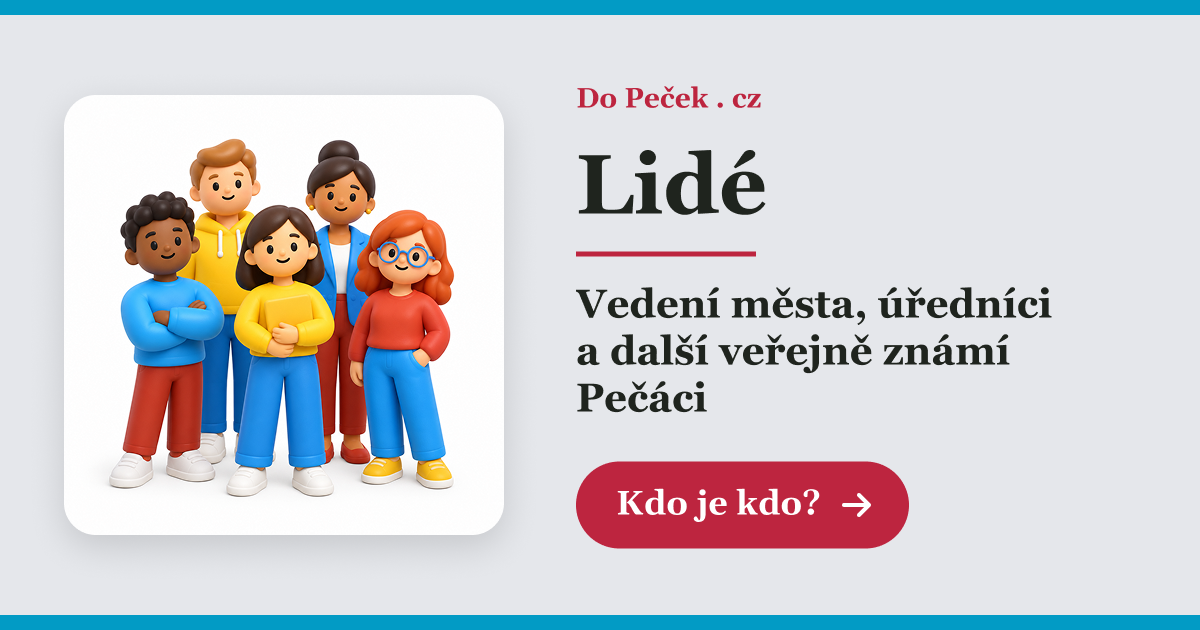 Do Peček . cz
Lidé
Vedení města, úředníci
a další veřejně známí
Pečáci
Kdo je kdo? →